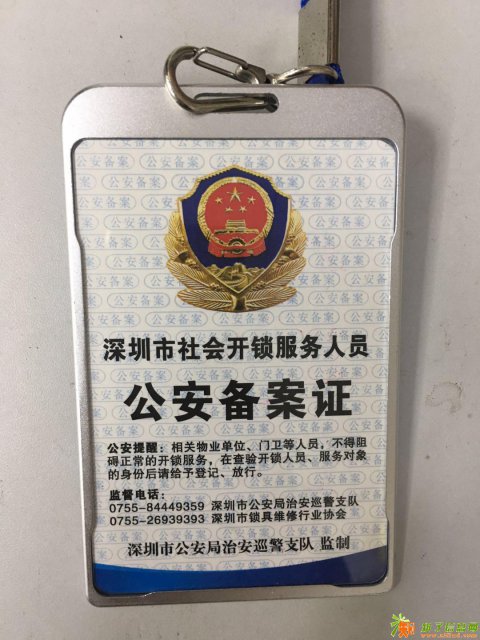 深圳市社会开锁服务人员
公安备案证
公安提醒：相关物业单位、门卫等人员，不得阻
碍正常的开锁服务，在查验开锁人员、服务对象
的身份后请给予登记、放行。
监督电话：
0755-84449359 深圳市公安局治安巡警支队
0755-26939393 深圳市锁具维修行业协会
深圳市公安局治安巡警支队 监制